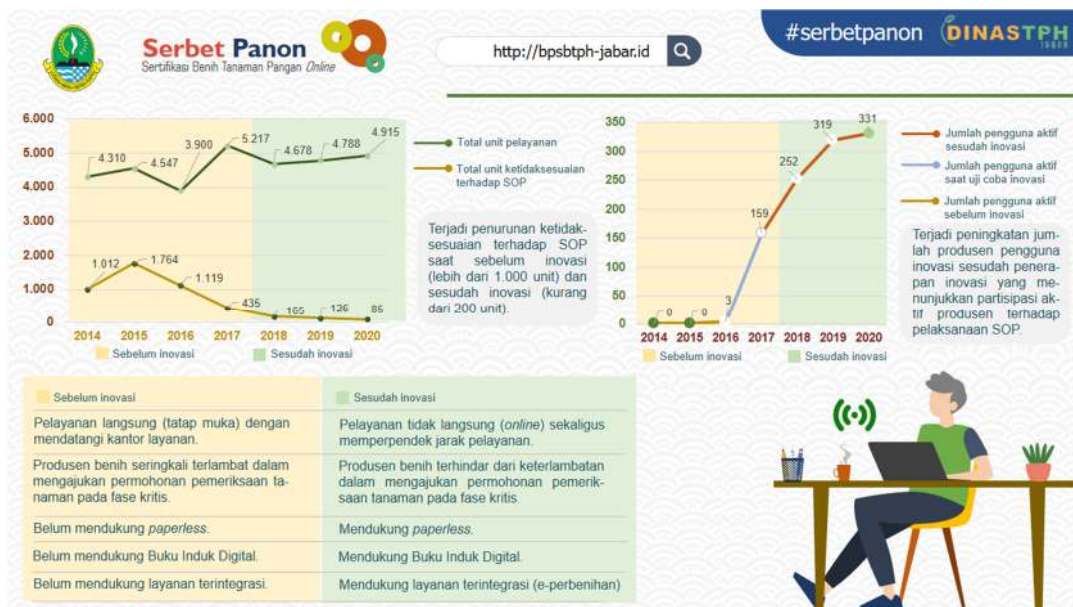 Serbet Panon
Sertifikasi Benih Tanaman Pangan Online
http://bpsbtph-jabar.id
#serbetpanon
DINASTPH
JABAR
6.000
5.000
4.000
3.000
2.000
1.000
0
4.310
4.547
3.900
5.217
4.678
4.788
4.915
1.012
1.764
1.119
435
165
126
86
2014 2015 2016 2017 2018 2019 2020
Sebelum inovasi
Sesudah inovasi
Total unit pelayanan
Total unit ketidaksesuaian
terhadap SOP
Terjadi penurunan ketidak-
sesuaian terhadap SOP
saat sebelum inovasi
(lebih dari 1.000 unit) dan
sesudah inovasi (kurang
dari 200 unit).
350
300
250
200
150
100
50
0
0
0
3
159
252
319
331
2014 2015 2016 2017 2018 2019 2020
Sebelum inovasi
Sesudah inovasi
Jumlah pengguna aktif
sesudah inovasi
Jumlah pengguna aktif
saat uji coba inovasi
Jumlah pengguna aktif
sebelum inovasi
Terjadi peningkatan jum-
lah produsen pengguna
inovasi sesudah penera-
pan inovasi yang me-
nunjukkan partisipasi ak-
tif produsen terhadap
pelaksanaan SOP.
Sebelum inovasi
Sesudah inovasi
Pelayanan langsung (tatap muka) dengan
mendatangi kantor layanan.
Pelayanan tidak langsung (online) sekaligus
memperpendek jarak pelayanan.
Produsen benih seringkali terlambat dalam
mengajukan permohonan pemeriksaan ta-
naman pada fase kritis.
Produsen benih terhindar dari keterlambatan
dalam mengajukan permohonan pemerik-
saan tanaman pada fase kritis.
Belum mendukung paperless.
Mendukung paperless.
Belum mendukung Buku Induk Digital.
Mendukung Buku Induk Digital.
Belum mendukung layanan terintegrasi.
Mendukung layanan terintegrasi (e-perbenihan)